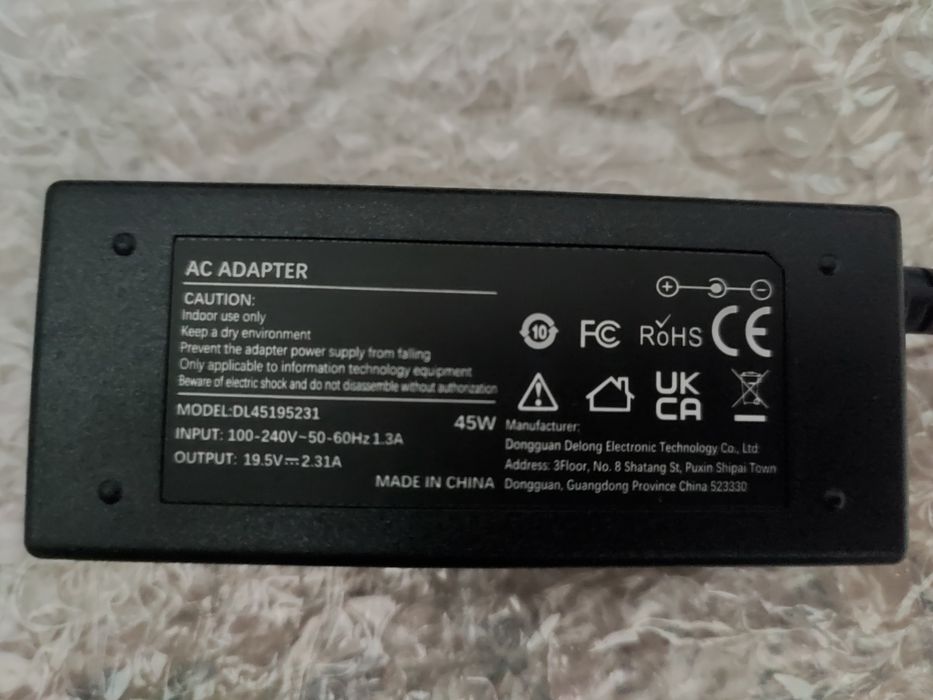 AC ADAPTER
CAUTION:
Indoor use only
Keep a dry environment
Prevent the adapter power supply from falling
Only applicable to information technology equipment
Beware of electric shock and do not disassemble without authorization
MODEL:DL45195231
45W
INPUT: 100-240V~50-60Hz 1.3A
OUTPUT: 19.5V⎓2.31A
MADE IN CHINA
10
FC
RoHS
CE
UK
CA
Manufacturer:
Dongguan Delong Electronic Technology Co., Ltd:
Address: 3Floor, No. 8 Shatang St, Puxin Shipai Town
Dongguan, Guangdong Province China 523330